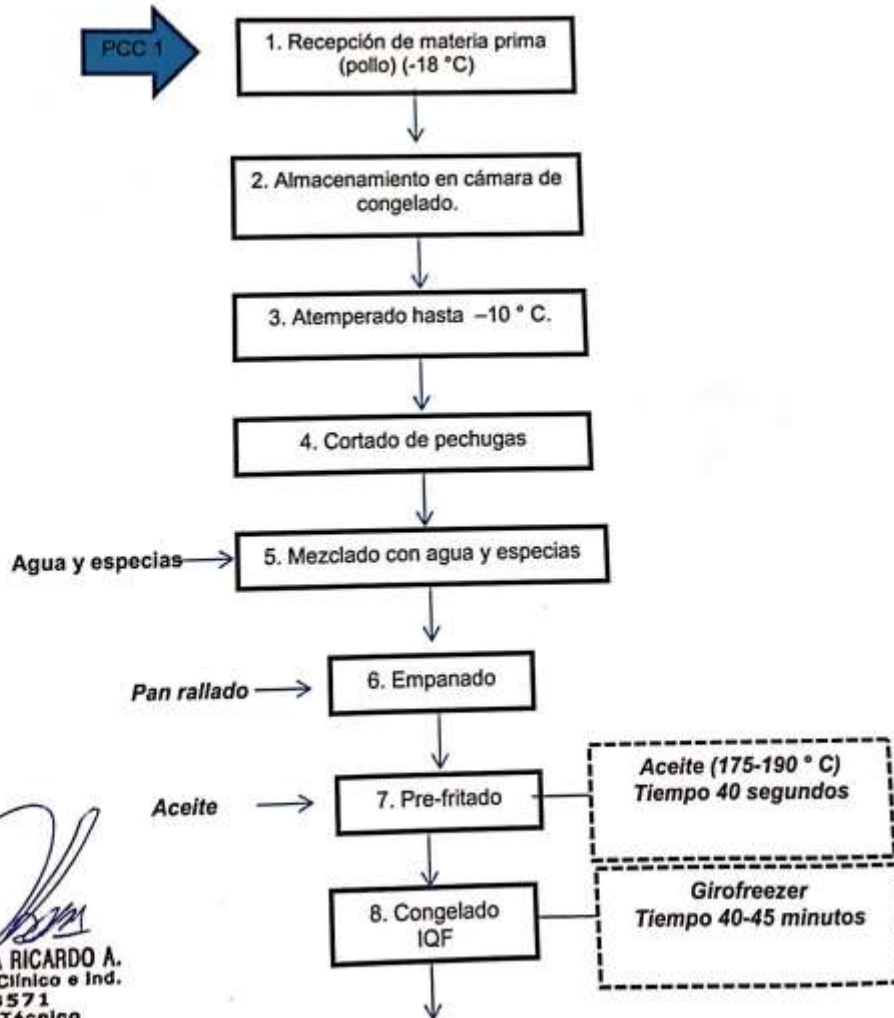 PCC 1
1. Recepción de materia prima
(pollo) (-18 °C)
2. Almacenamiento en cámara de
congelado.
3. Atemperado hasta –10 ° C.
4. Cortado de pechugas
Agua y especias
5. Mezclado con agua y especias
Pan rallado
6. Empanado
Aceite
7. Pre-fritado
Aceite (175-190 ° C)
Tiempo 40 segundos
8. Congelado
IQF
Girofreezer
Tiempo 40-45 minutos
RICARDO A.
Clínico e Ind.
571
Técnico